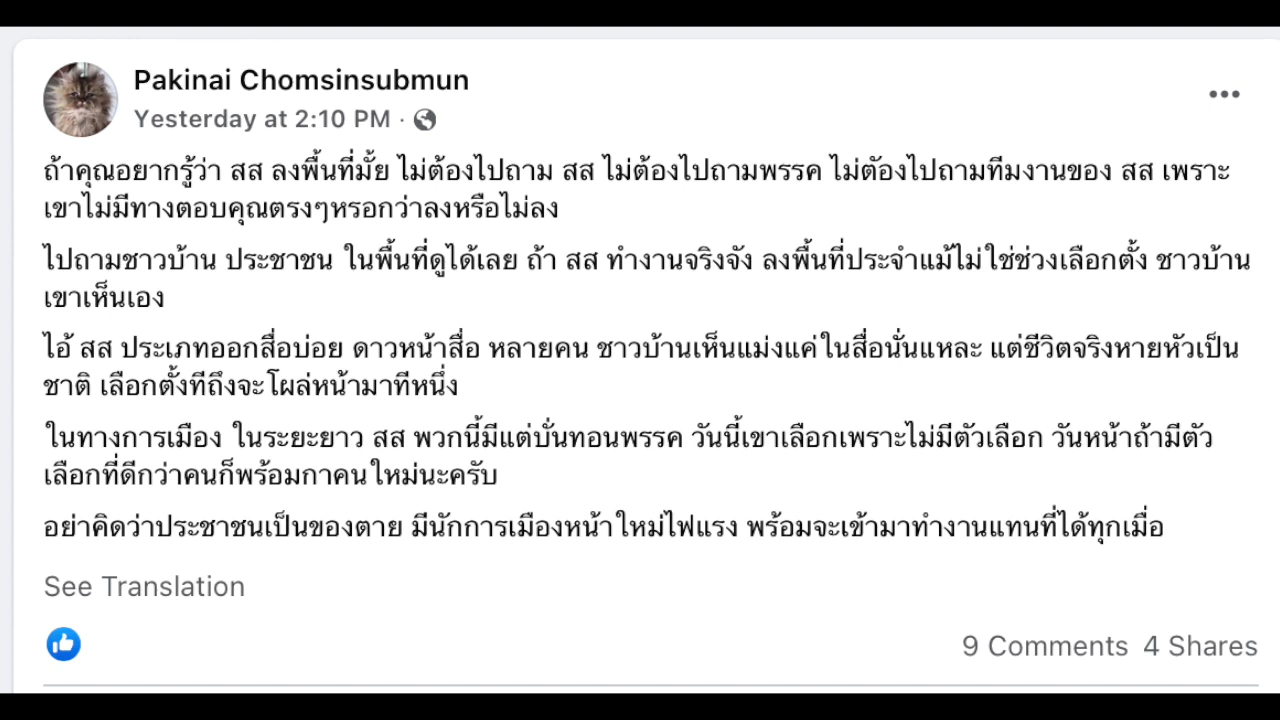 Pakinai Chomsinsubmun
Yesterday at 2:10 PM ·
ถ้าคุณอยากรู้ว่า สส ลงพื้นที่มั้ย ไม่ต้องไปถาม สส ไม่ต้องไปถามพรรค ไม่ต้องไปถามทีมงานของ สส เพราะ
เขาไม่มีทางตอบคุณตรงๆหรอกว่าลงหรือไม่ลง
ไปถามชาวบ้าน ประชาชน ในพื้นที่ดูได้เลย ถ้า สส ทำงานจริงจัง ลงพื้นที่ประจำแม้ไม่ใช่ช่วงเลือกตั้ง ชาวบ้าน
เขาเห็นเอง
ไอ้ สส ประเภทออกสื่อบ่อย ดาวหน้าสื่อ หลายคน ชาวบ้านเห็นแม่งแค่ในสื่อนั่นแหละ แต่ชีวิตจริงหายหัวเป็น
ชาติ เลือกตั้งทีถึงจะโผล่หน้ามาทีหนึ่ง
ในทางการเมือง ในระยะยาว สส พวกนี้มีแต่บั่นทอนพรรค วันนี้เขาเลือกเพราะไม่มีตัวเลือก วันหน้าถ้ามีตัว
เลือกที่ดีกว่าคนก็พร้อมกาคนใหม่นะครับ
อย่าคิดว่าประชาชนเป็นของตาย มีนักการเมืองหน้าใหม่ไฟแรง พร้อมจะเข้ามาทำงานแทนที่ได้ทุกเมื่อ
See Translation
9 Comments 4 Shares